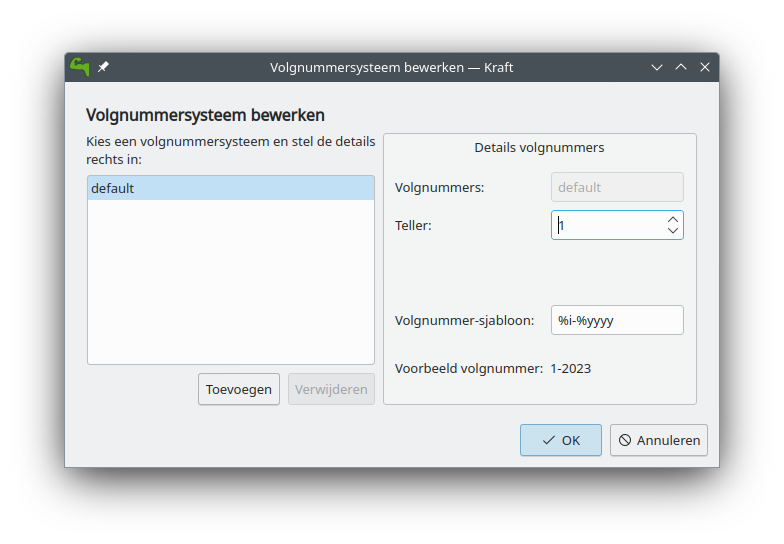 Volgnummersysteem bewerken — Kraft
Volgnummersysteem bewerken
Kies een volgnummersysteem en stel de details
rechts in:
default
Toevoegen
Verwijderen
Details volgnummers
Volgnummers: default
Teller: 1
Volgnummer-sjabloon: %i-%yyyy
Voorbeeld volgnummer: 1-2023
OK
Annuleren